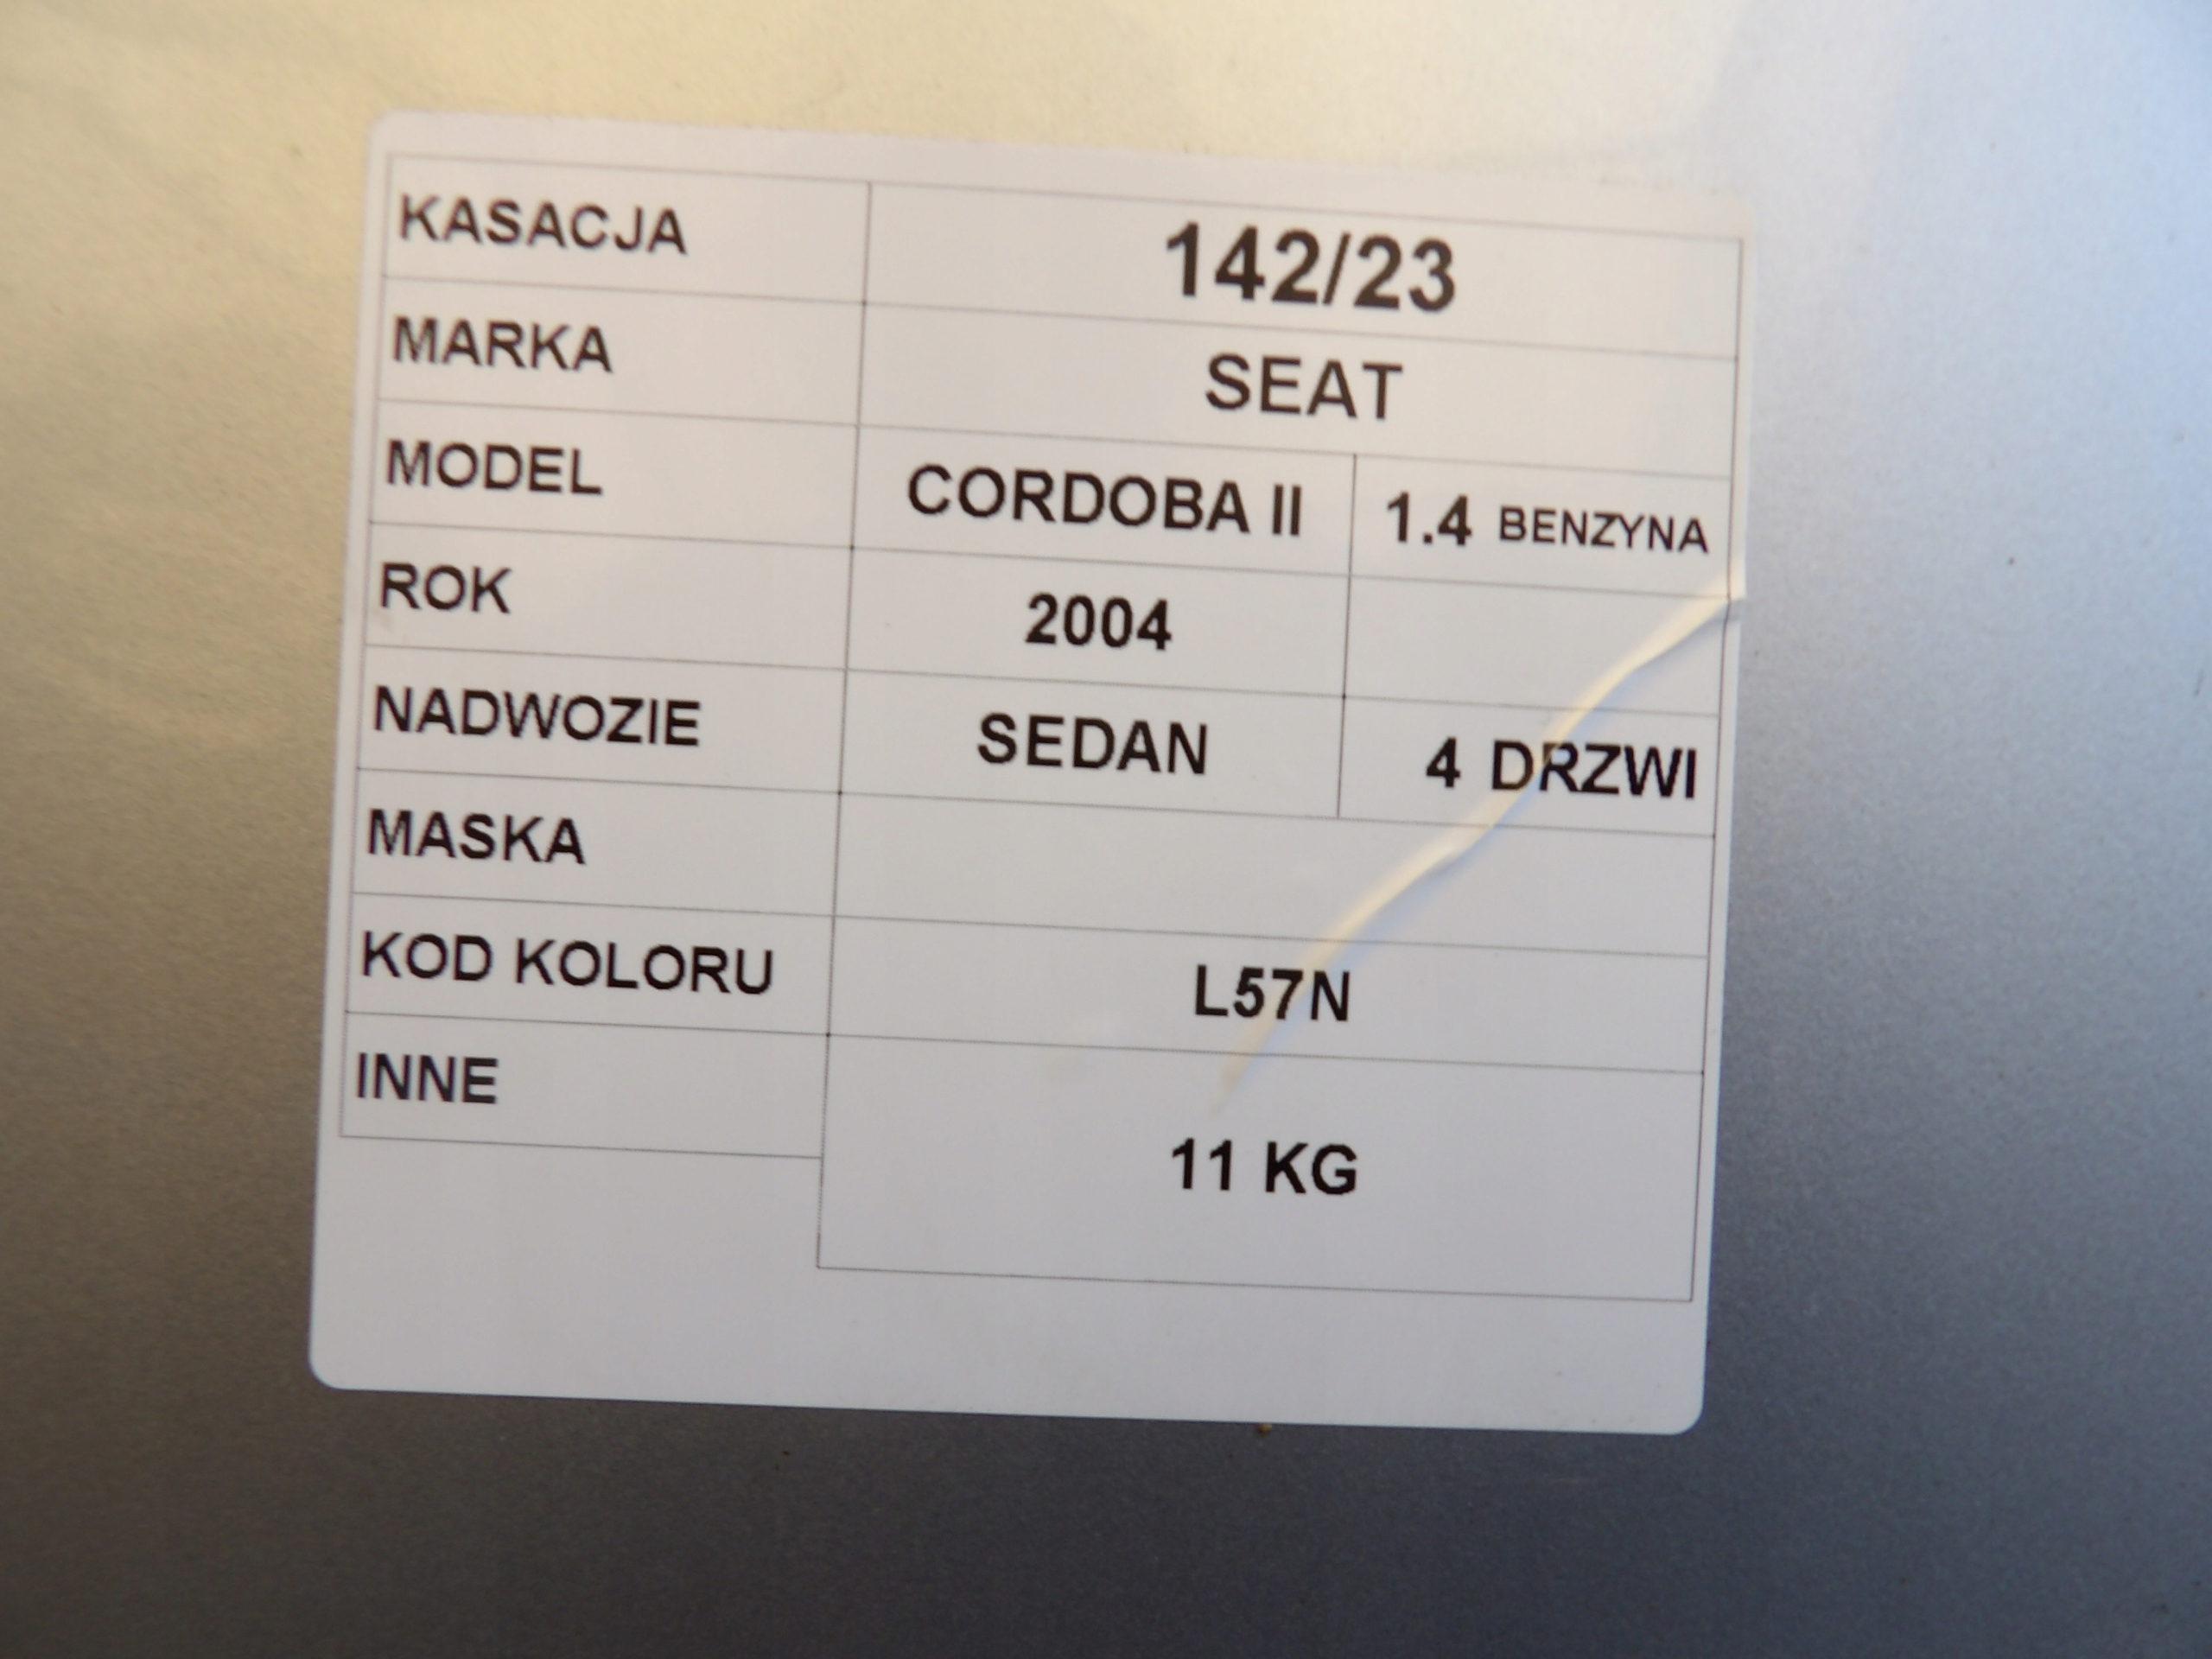 KASACJA 142/23
MARKA SEAT
MODEL CORDOBA II 1.4 BENZYNA
ROK 2004
NADWOZIE SEDAN 4 DRZWI
MASKA
KOD KOLORU L57N
INNE
11 KG